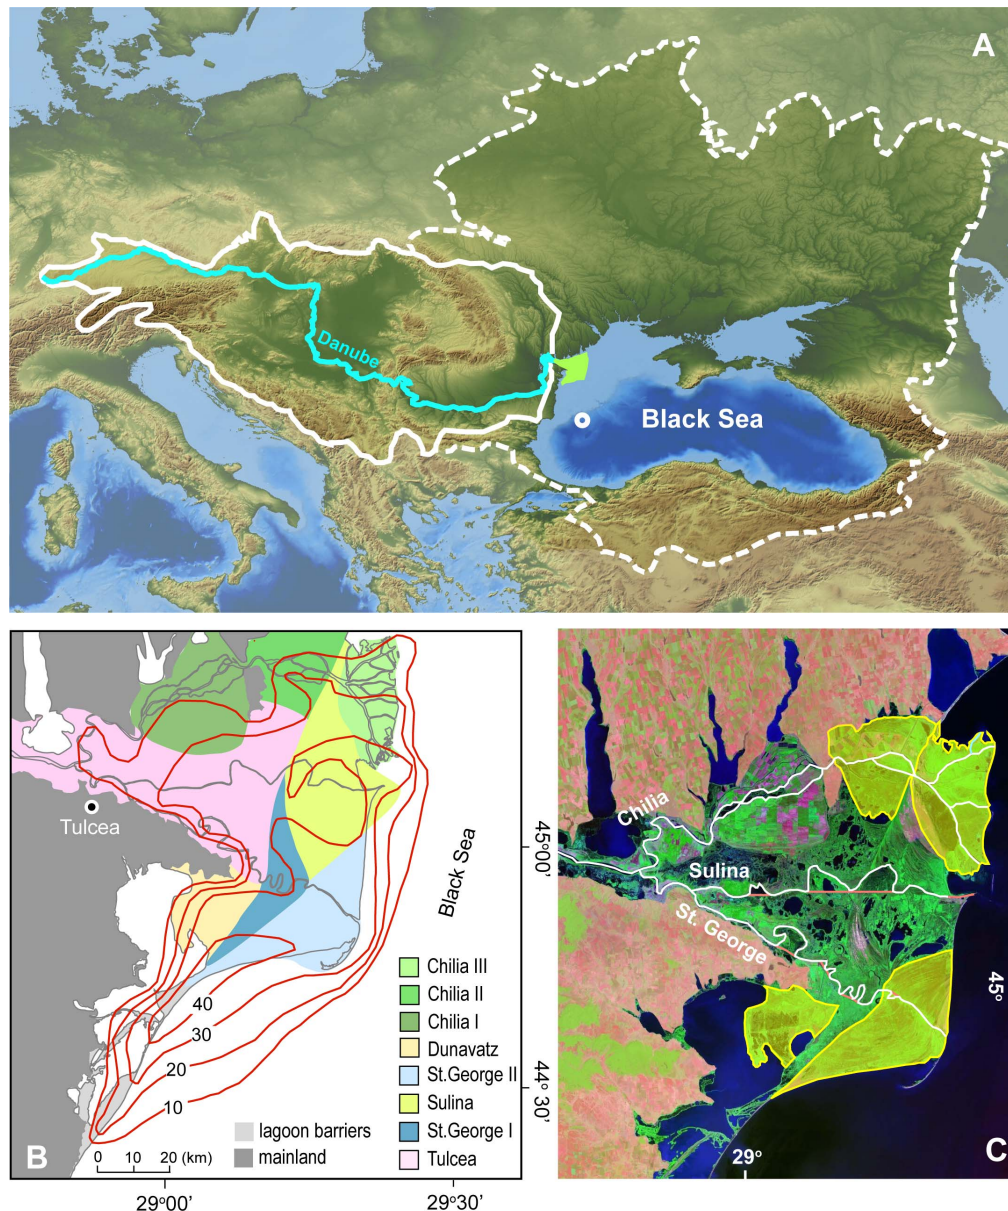 A
Danube
Black Sea
Tulcea
Black Sea
40
30
20
10
Chilia III
Chilia II
Chilia I
Dunavatz
St.George II
Sulina
St.George I
Tulcea
lagoon barriers
mainland
0 10 20 (km)
B
29°00’
29°30’
45°00’
44°30’
Chilia
Sulina
St. George
45°
29°
C